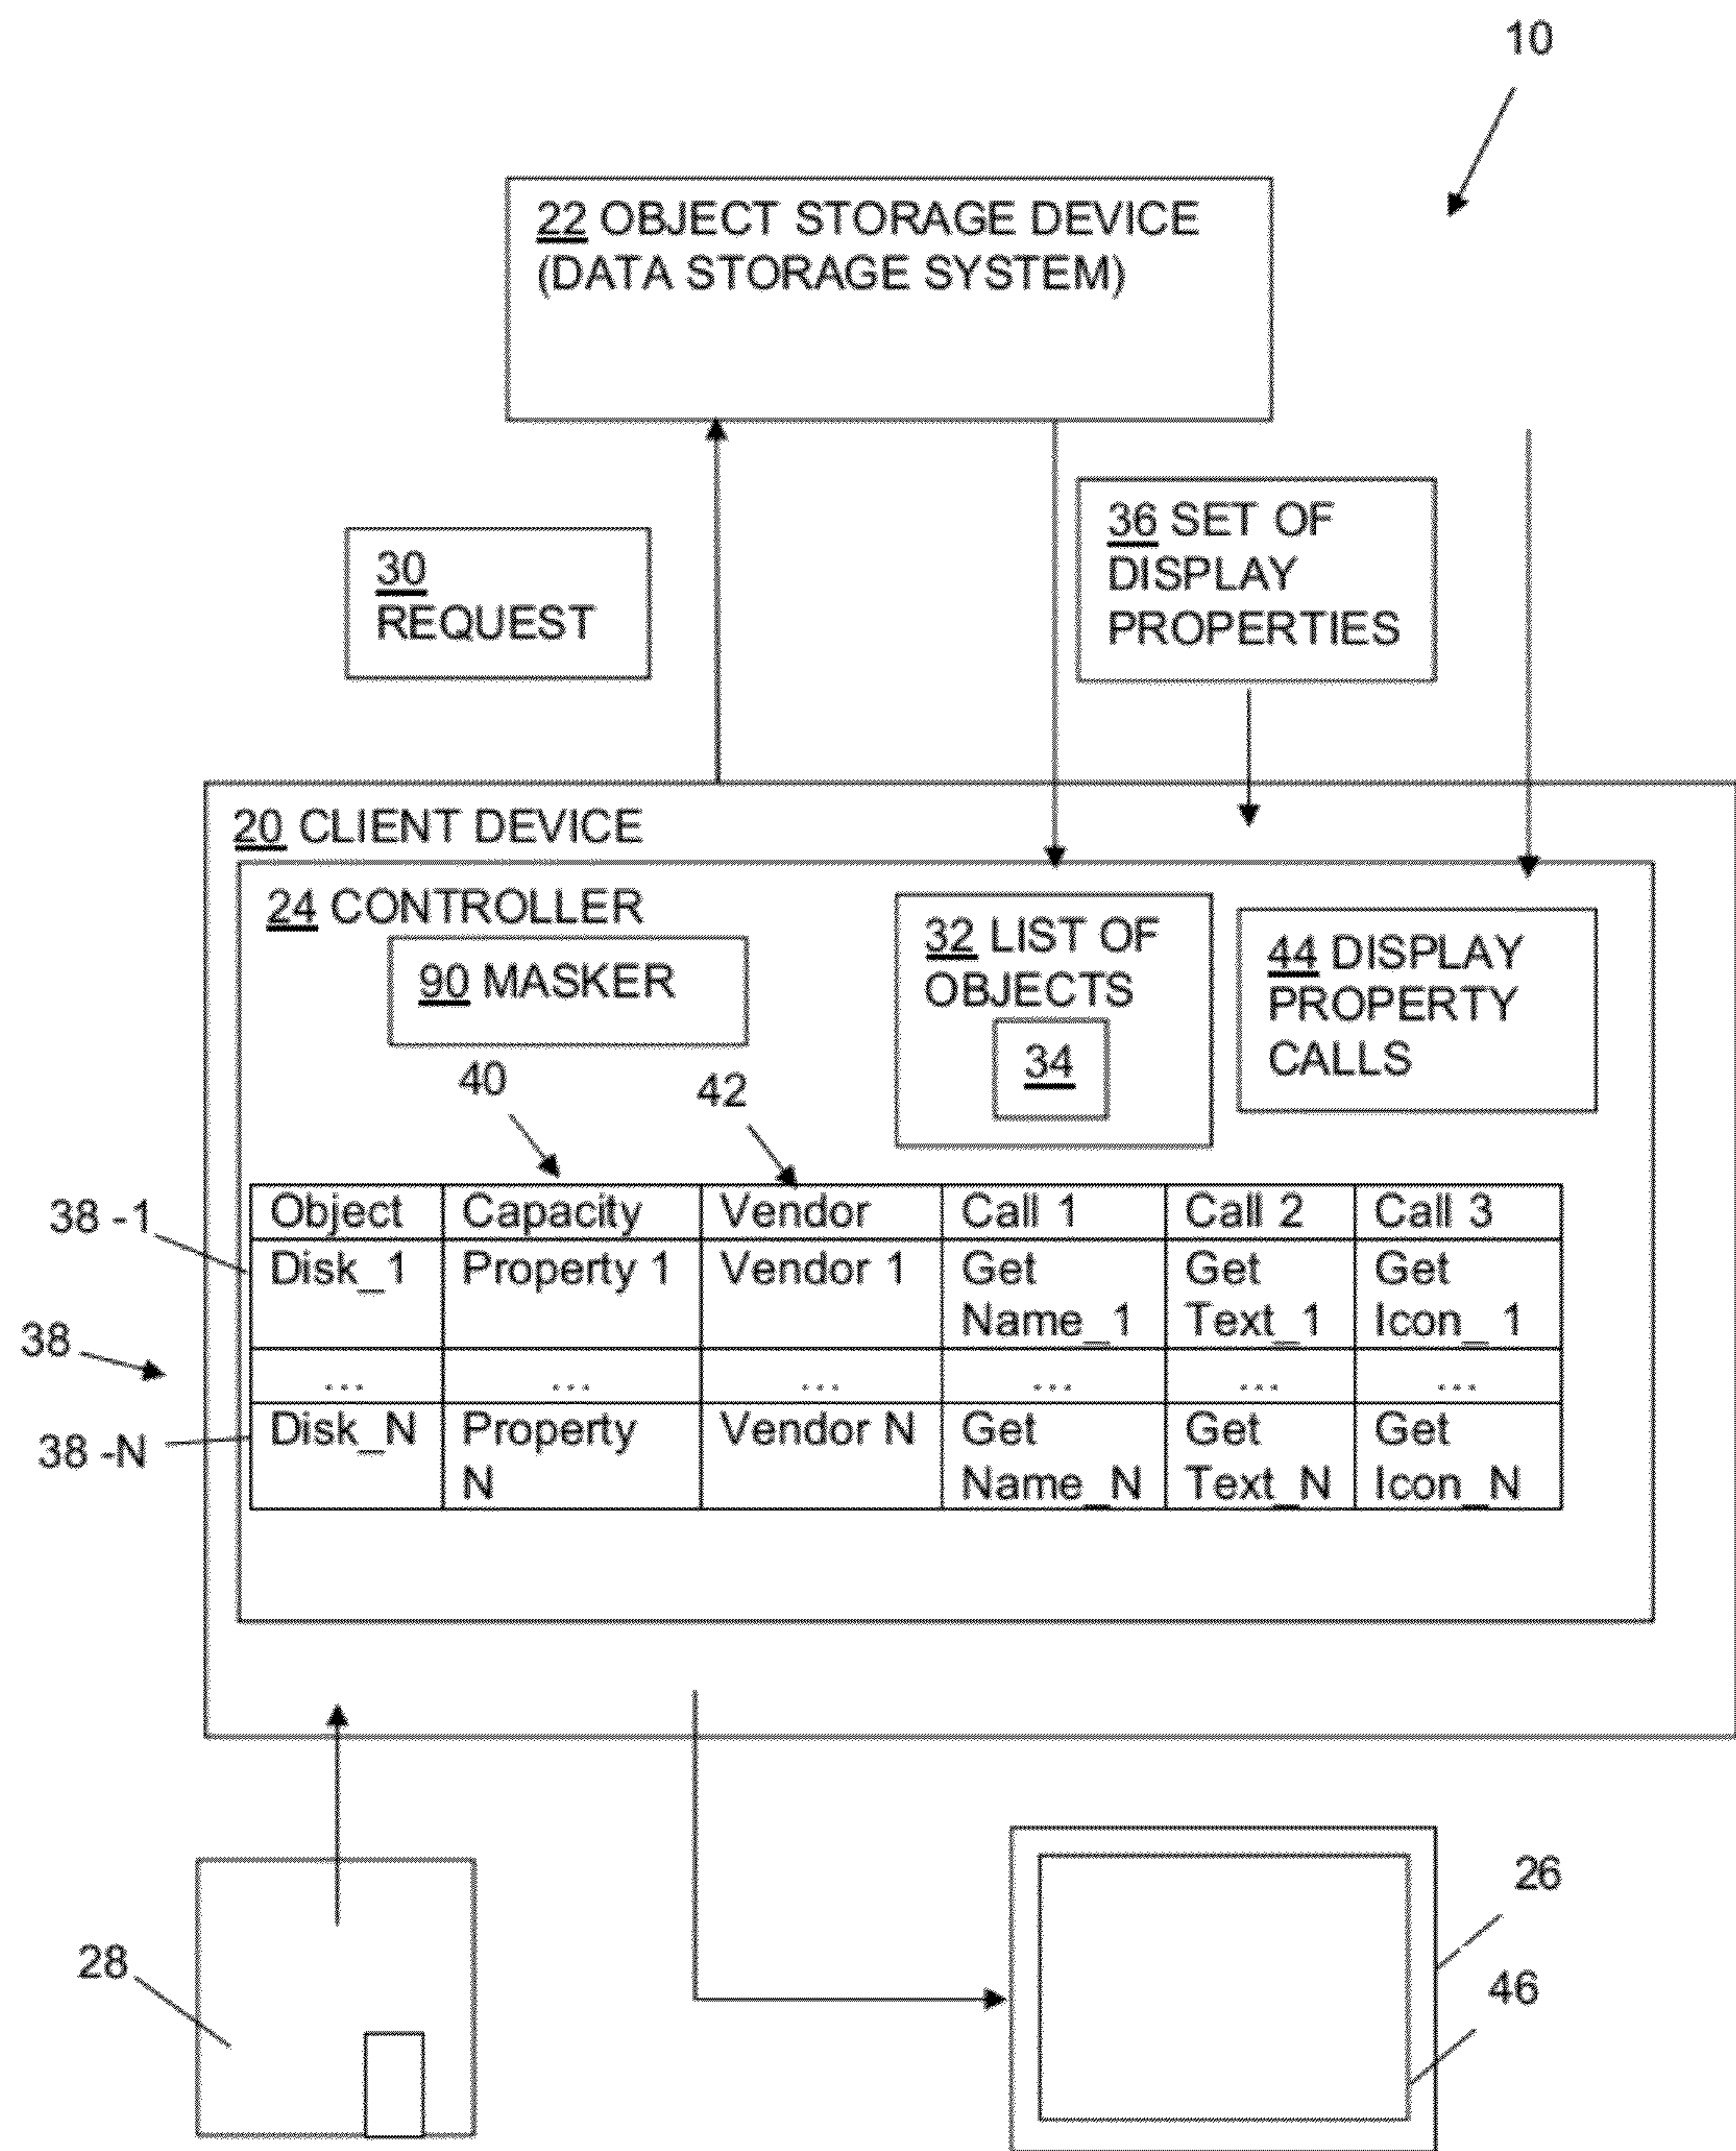 10
22 OBJECT STORAGE DEVICE
(DATA STORAGE SYSTEM)
30
REQUEST
36 SET OF
DISPLAY
PROPERTIES
20 CLIENT DEVICE
24 CONTROLLER
90 MASKER
32 LIST OF
OBJECTS
34
44 DISPLAY
PROPERTY
CALLS
40
42
38 -1
38
38 -N
Object Capacity Vendor Call 1 Call 2 Call 3
Disk_1 Property 1 Vendor 1 Get Get Get
Name_1 Text_1 Icon_ 1
... ... ... ... ... ...
Disk_N Property Vendor N Get Get Get
N Name_N Text_N Icon_N
28
26
46